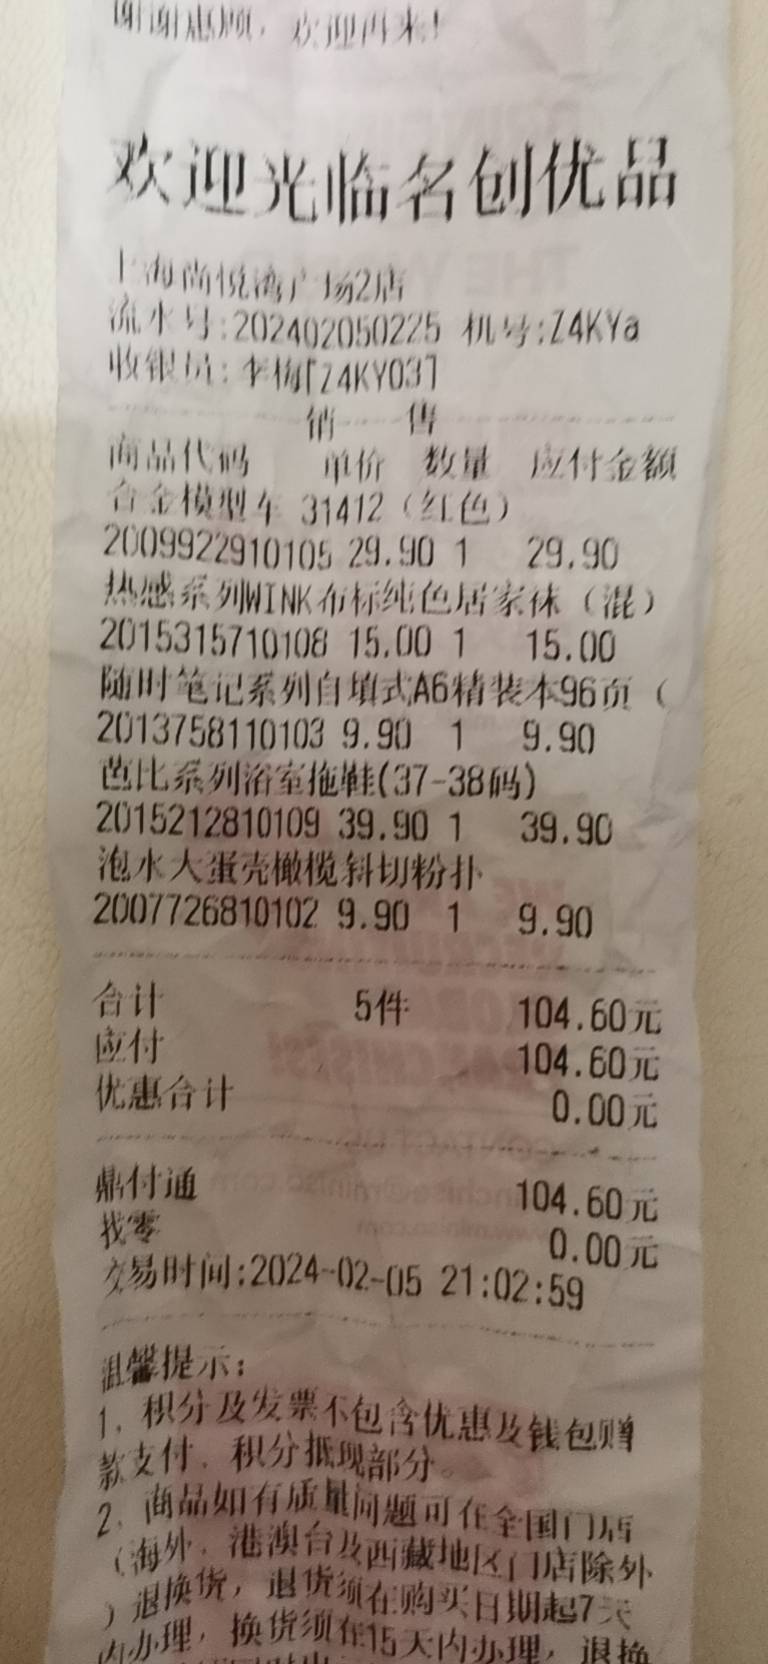 谢谢惠顾，欢迎再来！
欢迎光临名创优品
上海尚悦湾广场2店
流水号:202402050225 机号:Z4KYa
收银员:李梅[Z4KY03]
销 售
商品代码 单价 数量 应付金额
合金模型车 31412（红色）
2009922910105 29.90 1 29.90
热感系列WINK布标纯色居家袜（混）
2015315710108 15.00 1 15.00
随时笔记系列自填式A6精装本96页（
2013758110103 9.90 1 9.90
芭比系列浴室拖鞋(37-38码)
2015212810109 39.90 1 39.90
泡水大蛋壳橄榄斜切粉扑
2007726810102 9.90 1 9.90
合计 5件 104.60元
应付 104.60元
优惠合计 0.00元
鼎付通 104.60元
找零 0.00元
交易时间:2024-02-05 21:02:59
温馨提示：
1、积分及发票不包含优惠及钱包赠
款支付、积分抵现部分。
2、商品如有质量问题可在全国门店
（海外、港澳台及西藏地区门店除外
）退换货，退货须在购买日期起7天
内办理，换货须在15天内办理，退换